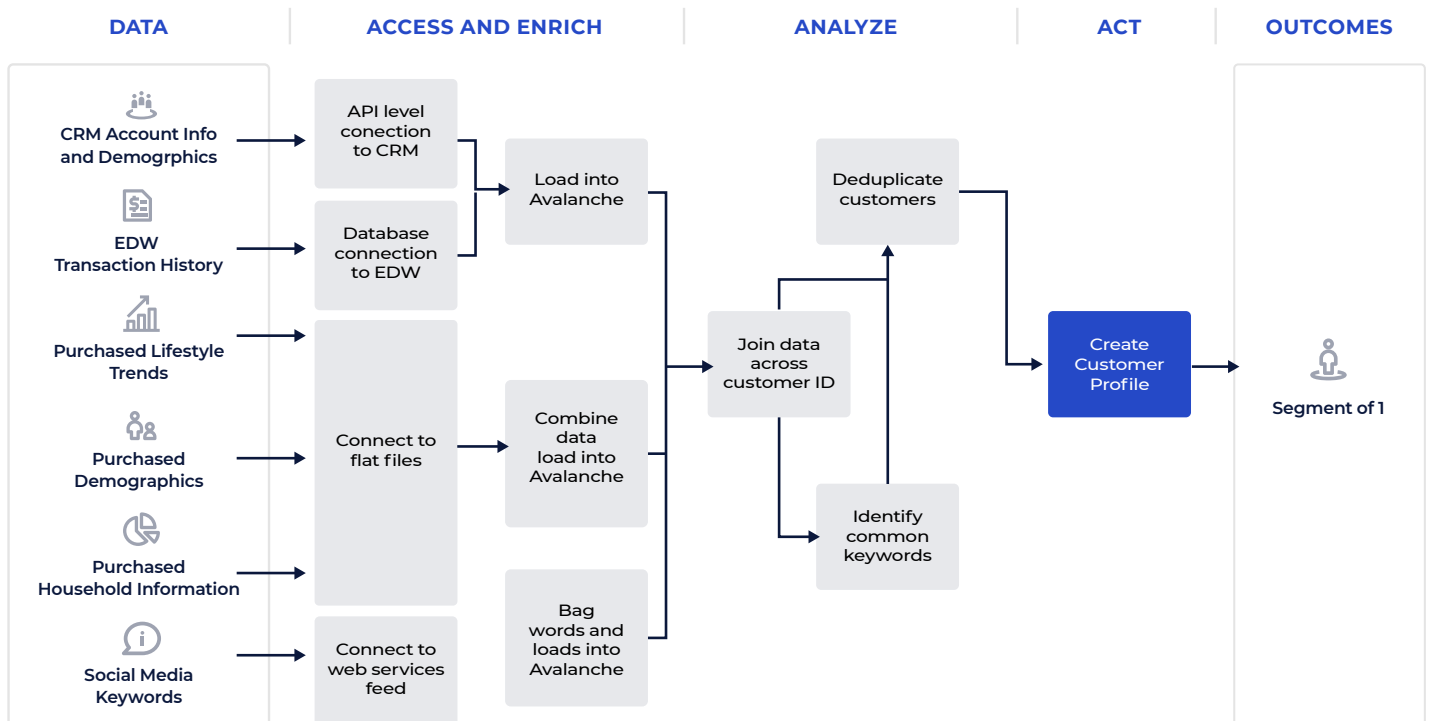 DATA
ACCESS AND ENRICH
ANALYZE
ACT
OUTCOMES
CRM Account Info
and Demogrphics
EDW
Transaction History
Purchased Lifestyle
Trends
Purchased
Demographics
Purchased
Household Information
Social Media
Keywords
API level
conection
to CRM
Database
connection
to EDW
Connect to
flat files
Connect to
web services
feed
Load into
Avalanche
Combine
data
load into
Avalanche
Bag
words and
loads into
Avalanche
Join data
across
customer ID
Deduplicate
customers
Identify
common
keywords
Create
Customer
Profile
Segment of 1